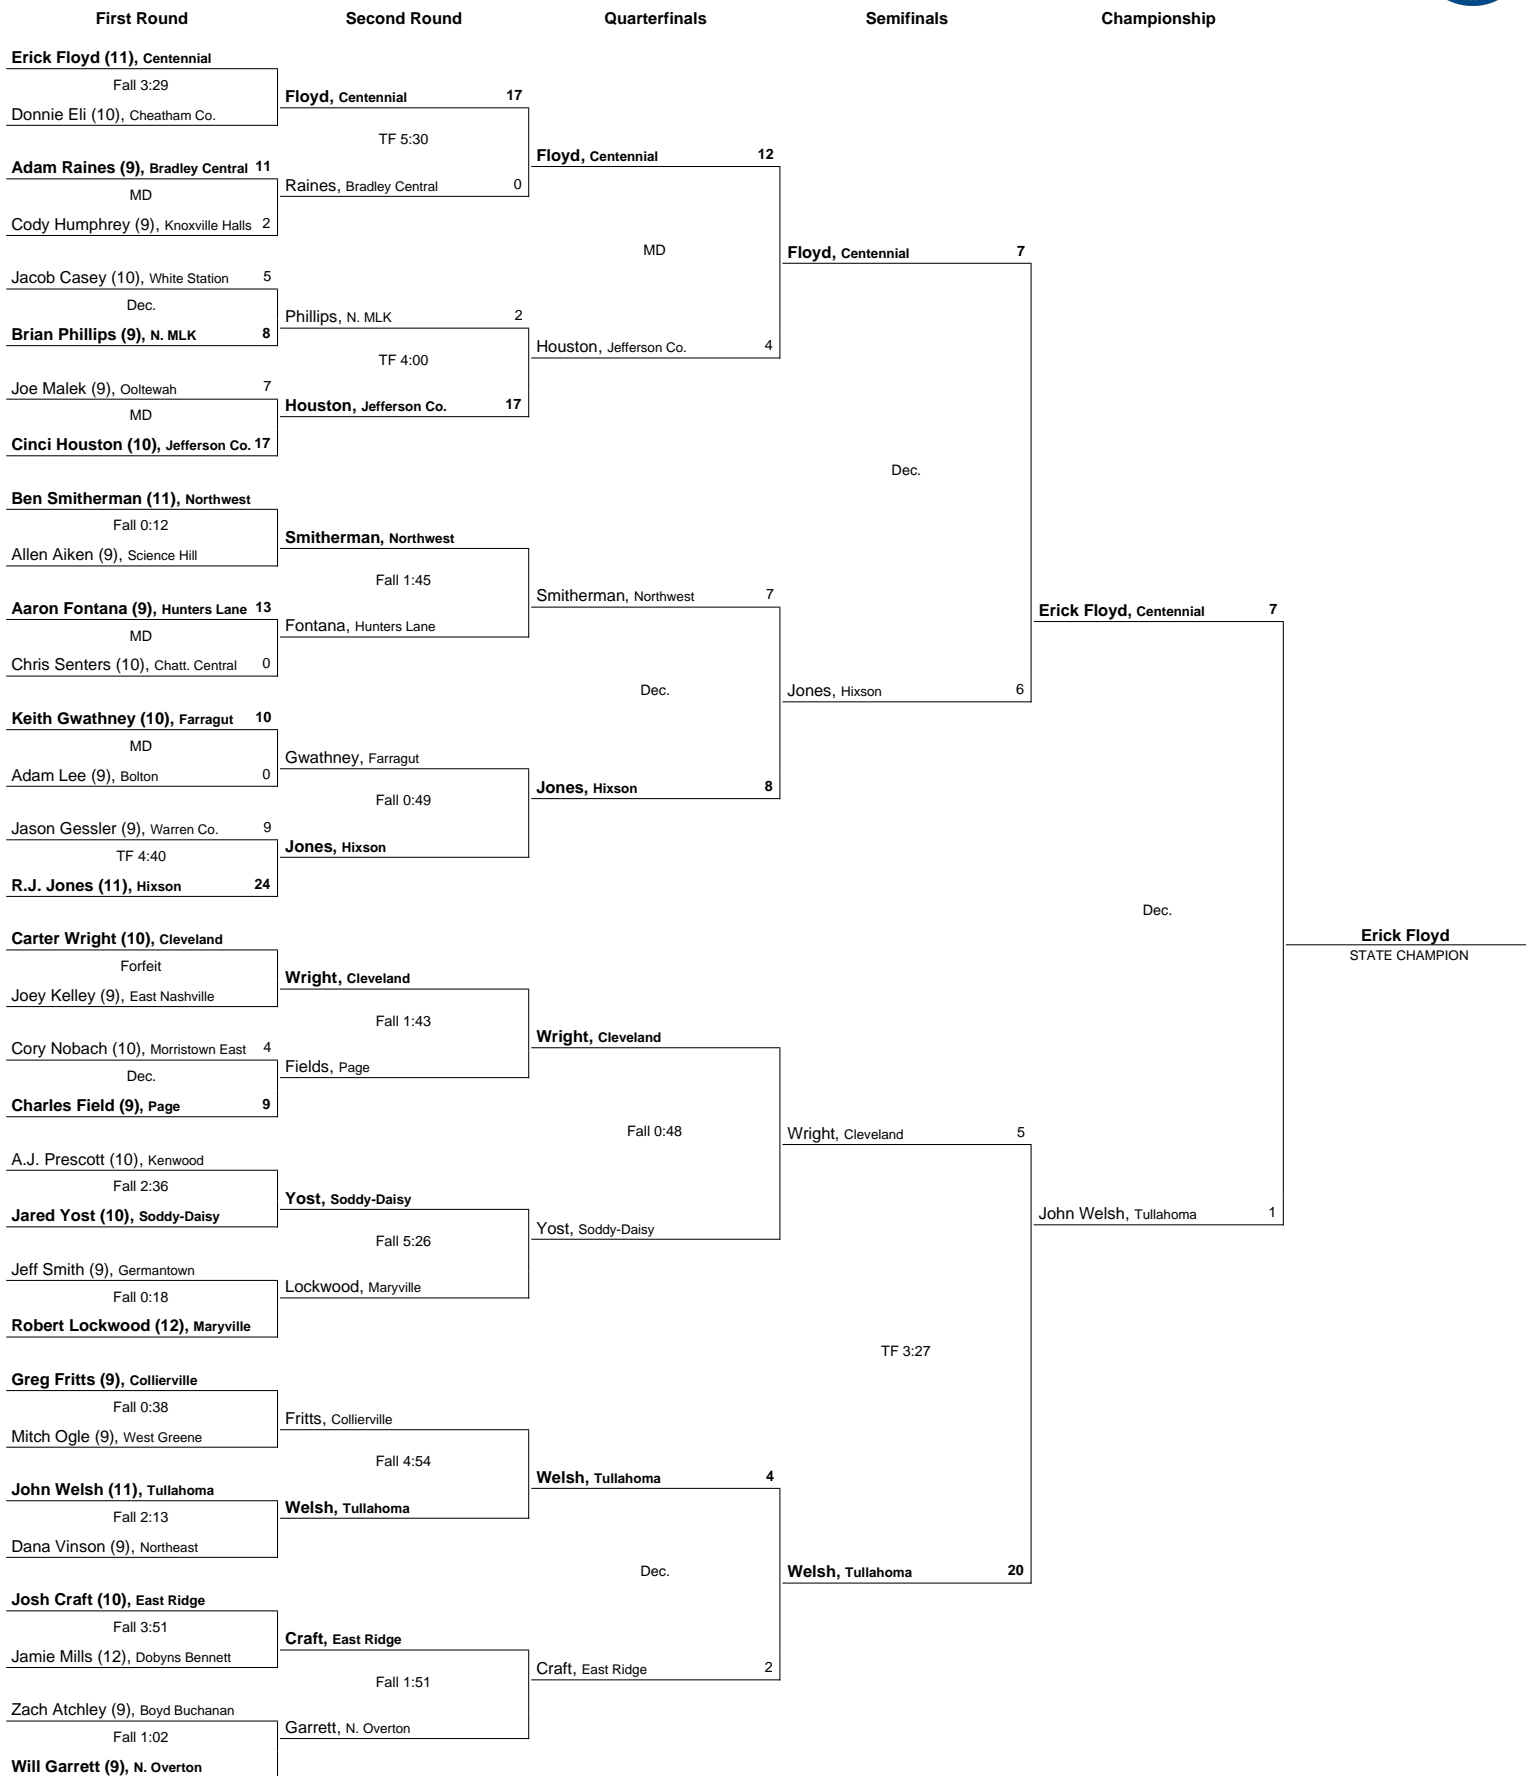 First Round
Second Round
Quarterfinals
Semifinals
Championship
Erick Floyd (11), Centennial
Fall 3:29
Donnie Eli (10), Cheatham Co.
Adam Raines (9), Bradley Central 11
MD
Cody Humphrey (9), Knoxville Halls 2
Jacob Casey (10), White Station 5
Dec.
Brian Phillips (9), N. MLK 8
Joe Malek (9), Ooltewah 7
MD
Cinci Houston (10), Jefferson Co. 17
Ben Smitherman (11), Northwest
Fall 0:12
Allen Aiken (9), Science Hill
Aaron Fontana (9), Hunters Lane 13
MD
Chris Senters (10), Chatt. Central 0
Keith Gwathney (10), Farragut 10
MD
Adam Lee (9), Bolton 0
Jason Gessler (9), Warren Co. 9
TF 4:40
R.J. Jones (11), Hixson 24
Carter Wright (10), Cleveland
Forfeit
Joey Kelley (9), East Nashville
Cory Nobach (10), Morristown East 4
Dec.
Charles Field (9), Page 9
A.J. Prescott (10), Kenwood
Fall 2:36
Jared Yost (10), Soddy-Daisy
Jeff Smith (9), Germantown
Fall 0:18
Robert Lockwood (12), Maryville
Greg Fritts (9), Collierville
Fall 0:38
Mitch Ogle (9), West Greene
John Welsh (11), Tullahoma
Fall 2:13
Dana Vinson (9), Northeast
Josh Craft (10), East Ridge
Fall 3:51
Jamie Mills (12), Dobyns Bennett
Zach Atchley (9), Boyd Buchanan
Fall 1:02
Will Garrett (9), N. Overton
Floyd, Centennial 17
TF 5:30
Raines, Bradley Central 0
Phillips, N. MLK 2
TF 4:00
Houston, Jefferson Co. 17
Smitherman, Northwest
Fall 1:45
Fontana, Hunters Lane
Gwathney, Farragut
Fall 0:49
Jones, Hixson
Wright, Cleveland
Fall 1:43
Fields, Page
Yost, Soddy-Daisy
Fall 5:26
Lockwood, Maryville
Fritts, Collierville
Fall 4:54
Welsh, Tullahoma
Craft, East Ridge
Fall 1:51
Garrett, N. Overton
Floyd, Centennial 12
MD
Houston, Jefferson Co. 4
Smitherman, Northwest 7
Dec.
Jones, Hixson 8
Wright, Cleveland
Fall 0:48
Yost, Soddy-Daisy
Welsh, Tullahoma 4
Dec.
Craft, East Ridge 2
Floyd, Centennial 7
Dec.
Jones, Hixson 6
Wright, Cleveland 5
TF 3:27
Welsh, Tullahoma 20
Erick Floyd, Centennial 7
Dec.
John Welsh, Tullahoma 1
Erick Floyd
STATE CHAMPION